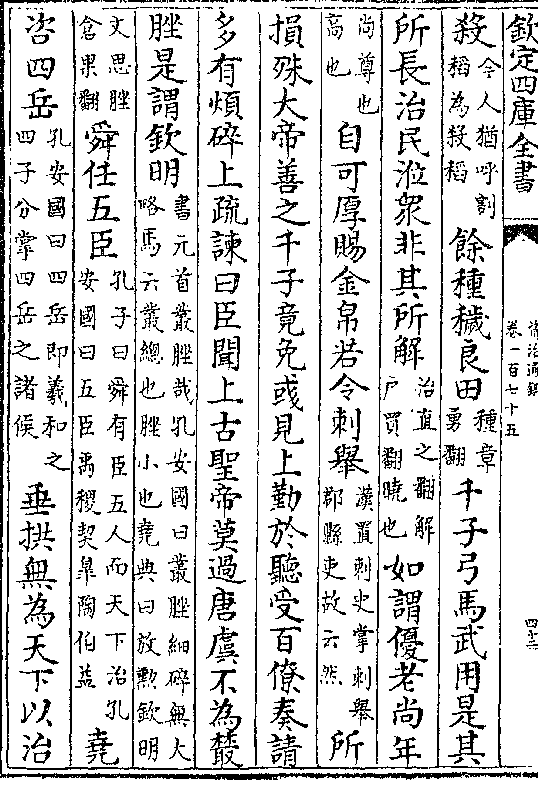 欽定四庫全書
資治通鑑
卷一百七十五
四十二
殺今人猶呼割稻為殺稻餘種穢良田種章勇翻千子弓馬武用是其
所長治民涖衆非其所解治直之翻解戶買翻曉也如謂優老尚年
尚尊也高也自可厚賜金帛若令刺舉漢置刺史掌刺舉郡縣吏故云然所
損殊大帝善之千子竟免彧見上勤於聽受百僚奏請
多有煩碎上疏諫曰臣聞上古聖帝莫過唐虞不為叢
脞是謂欽明書元首叢脞哉孔安國曰叢脞細碎無大略馬云叢總也脞小也堯典曰放勲欽明
文思脞倉果翻舜任五臣孔子曰舜有臣五人而天下治孔安國曰五臣禹稷契皐陶伯益堯
咨四岳孔安國曰四岳即羲和之四子分掌四岳之諸侯垂拱無為天下以治